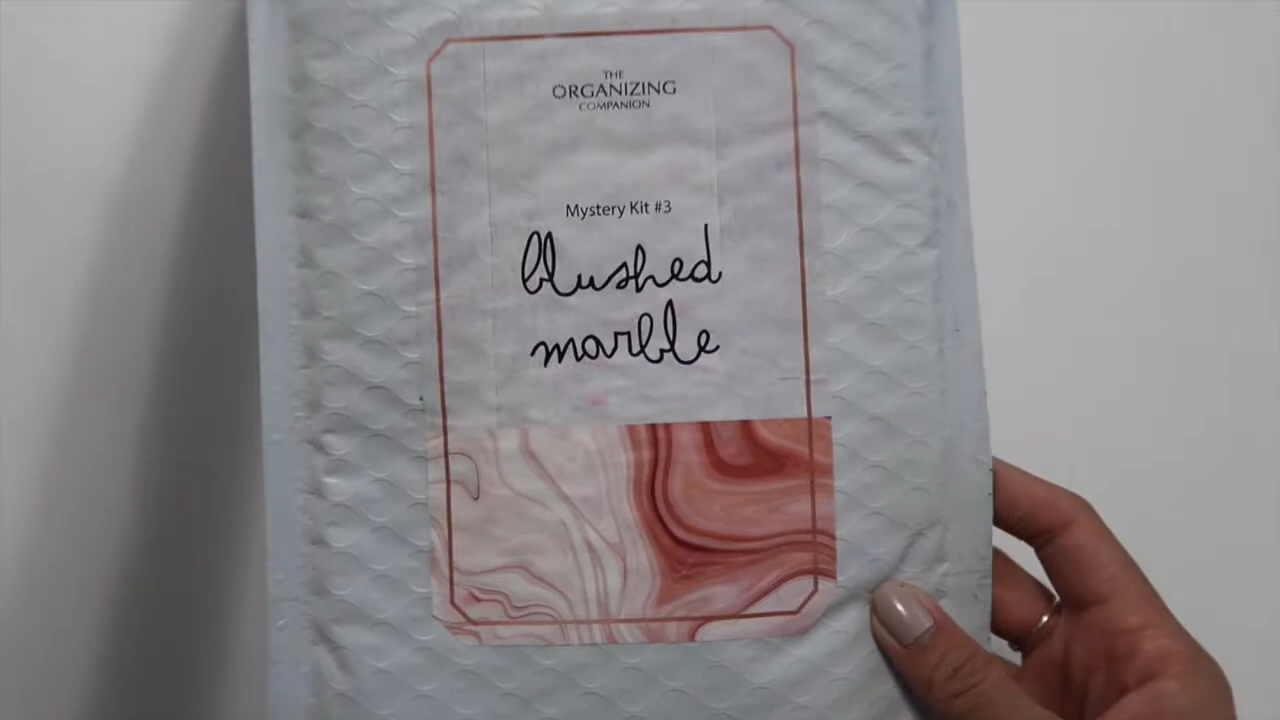 THE
ORGANIZING
COMPANION
Mystery Kit #3
blushed
marble